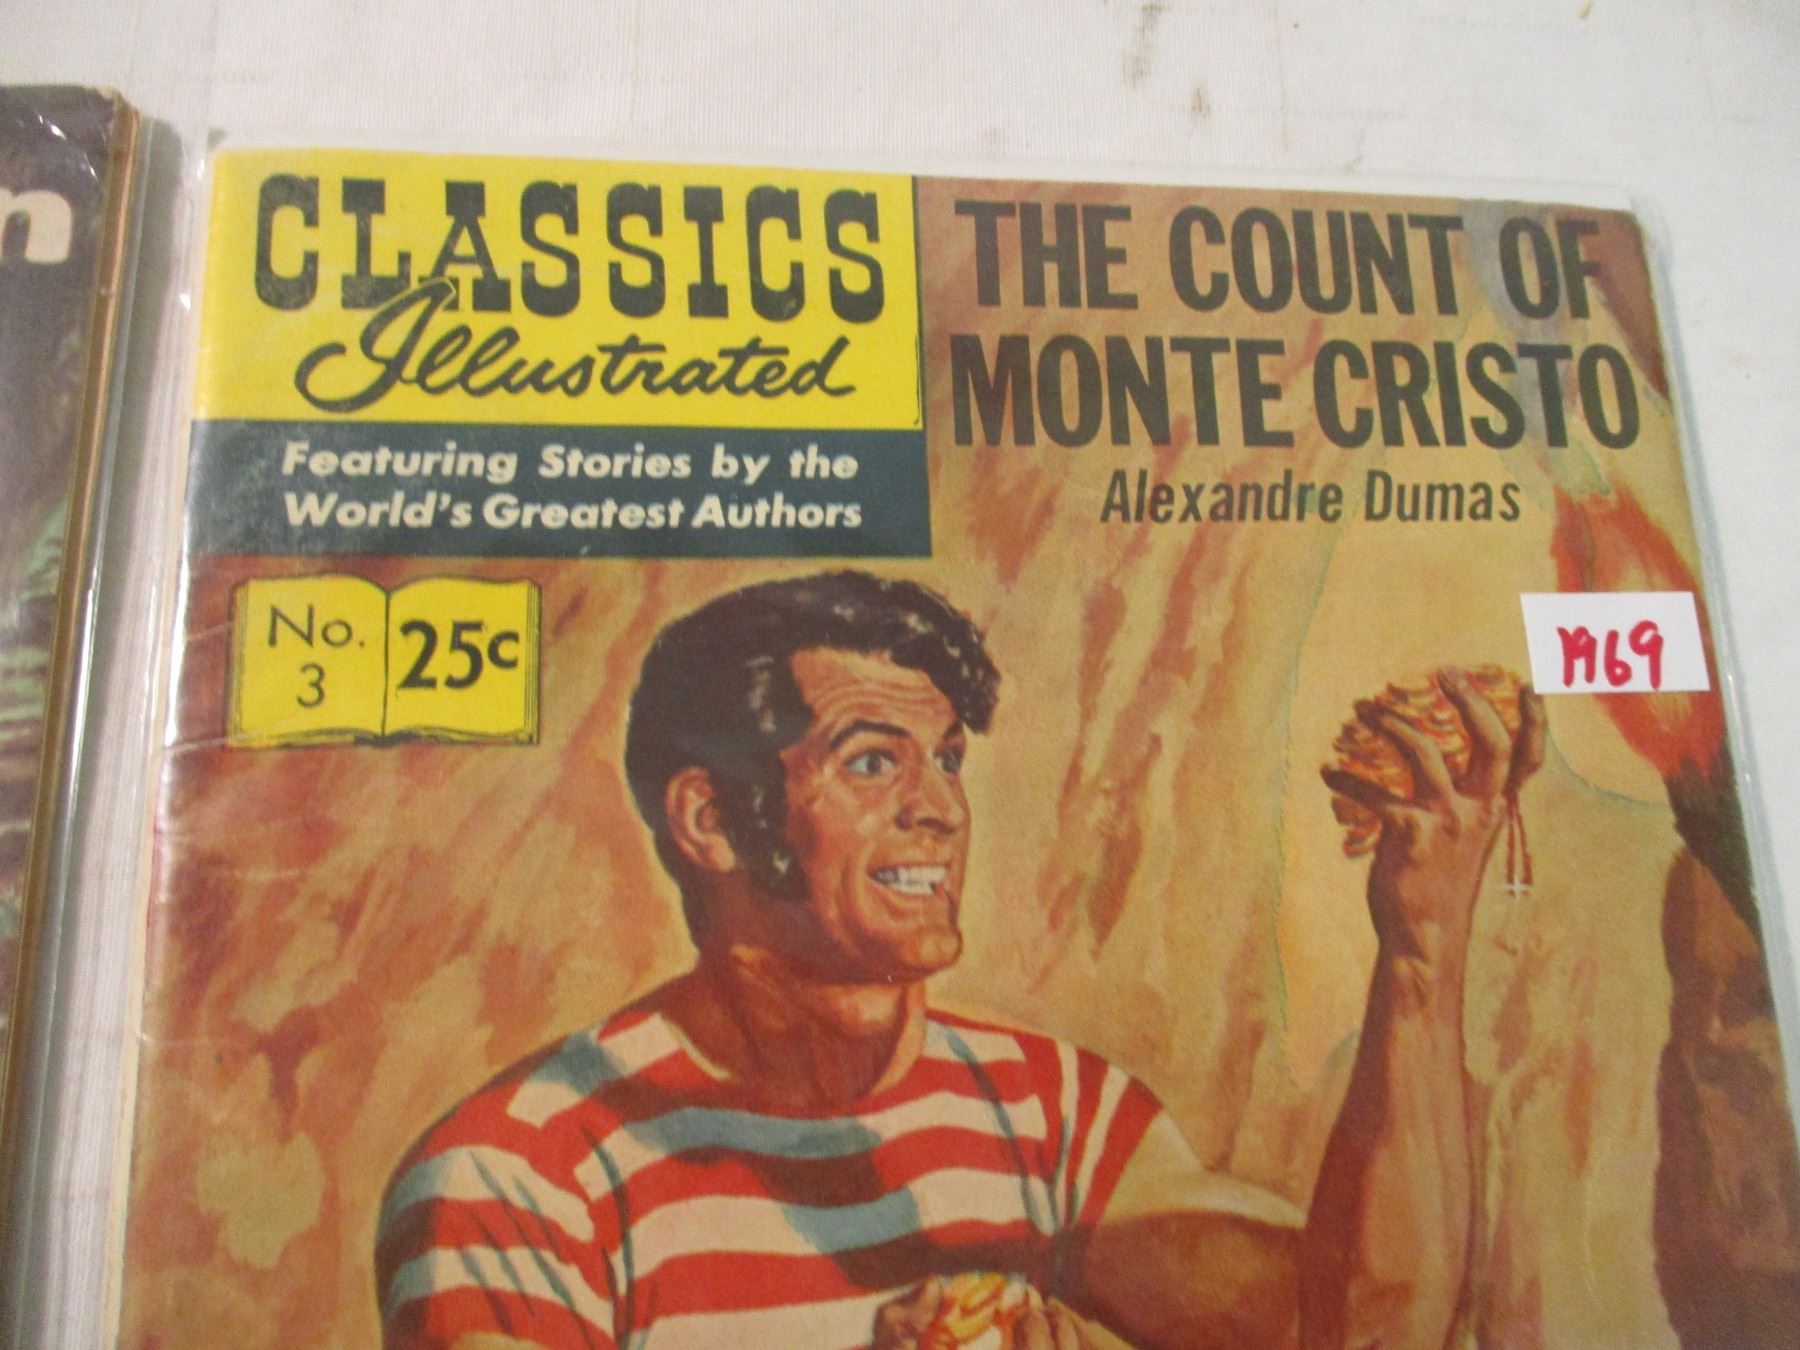 n
CLASSICS
Illustrated
Featuring Stories by the
World's Greatest Authors
No.
3
25c
THE COUNT OF
MONTE CRISTO
Alexandre Dumas
1969